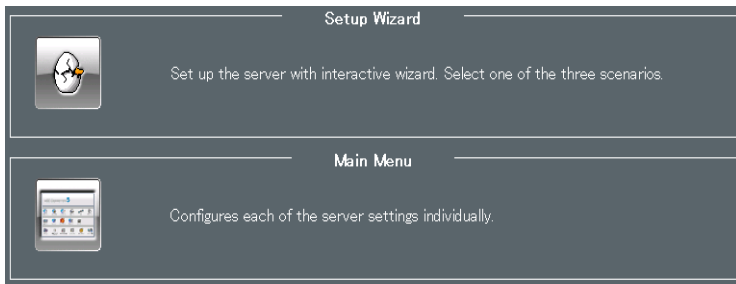 Setup Wizard
Set up the server with interactive wizard. Select one of the three scenarios.
Main Menu
Configures each of the server settings individually.